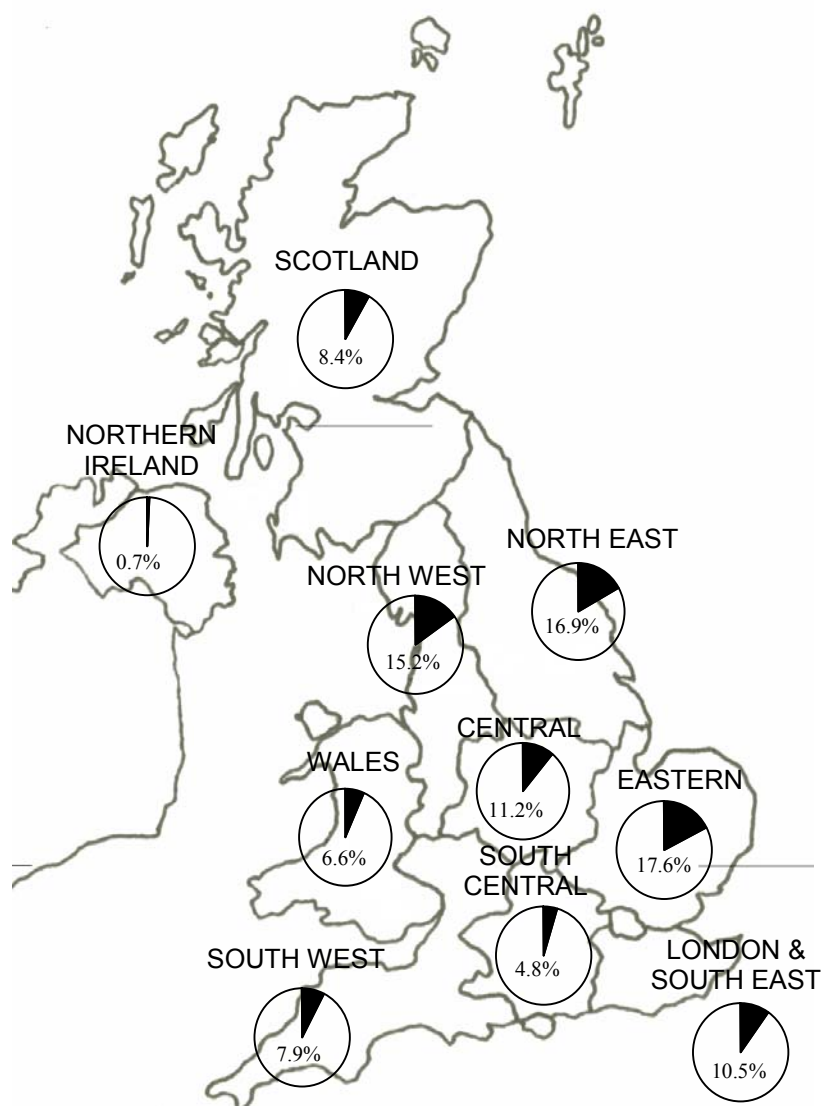 SCOTLAND
8.4%
NORTHERN
IRELAND
0.7%
NORTH EAST
16.9%
NORTH WEST
15.2%
CENTRAL
11.2%
WALES
6.6%
EASTERN
17.6%
SOUTH
CENTRAL
4.8%
SOUTH WEST
7.9%
LONDON &
SOUTH EAST
10.5%